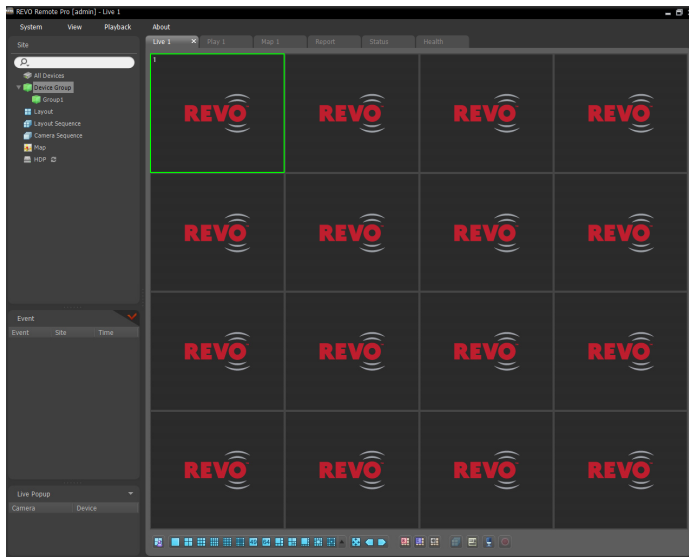 REVO Remote Pro [admin] - Live 1
System View Playback About
Site
Live 1 Play 1 Map 1 Report Status Health
All Devices
Device Group
Group1
Layout
Layout Sequence
Camera Sequence
Map
HDP
1
REVO REVO REVO REVO
REVO REVO REVO REVO
Event
Event Site Time
REVO REVO REVO REVO
REVO REVO REVO REVO
Live Popup
Camera Device